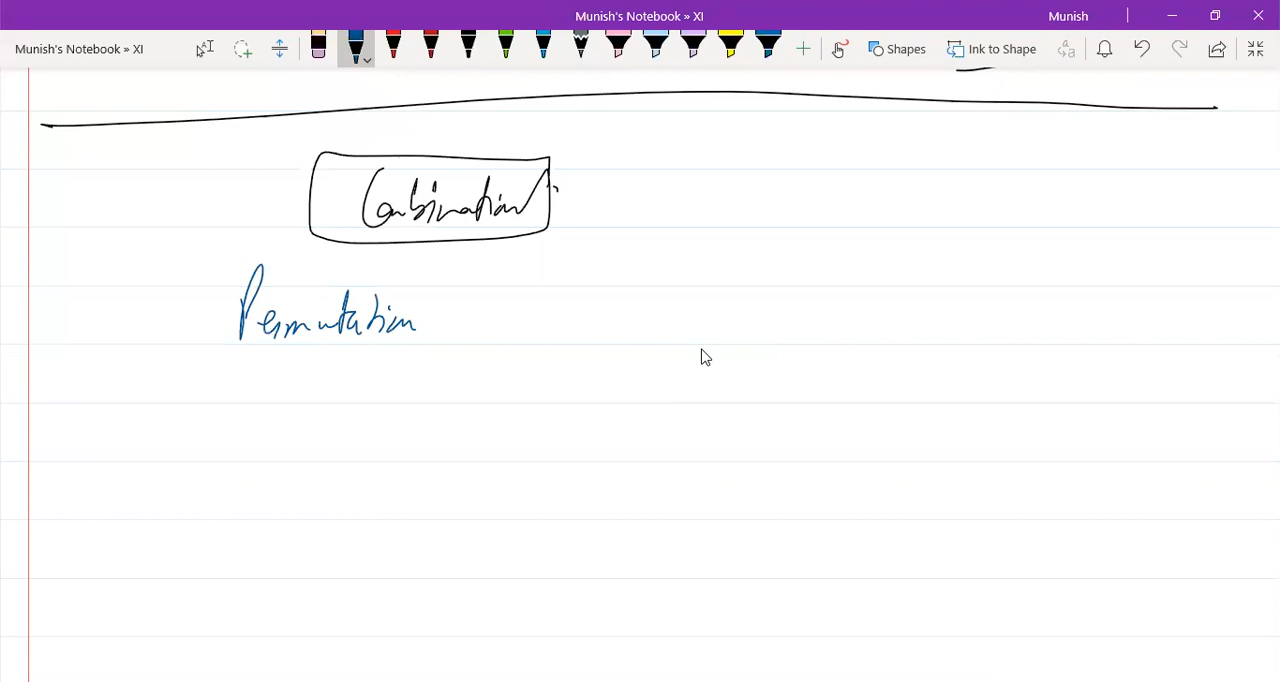 Munish's Notebook » XI
Munish
Munish's Notebook » XI
Shapes
Ink to Shape
Combination
Permutation